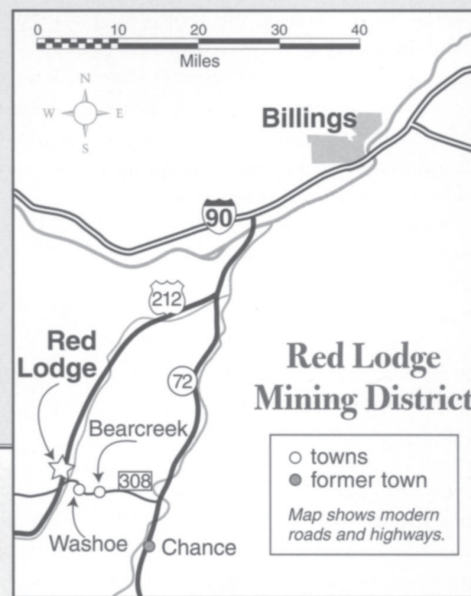 0 10 20 30 40
Miles
N
W E
S
Billings
90
212
Red
Lodge
72
Red Lodge
Mining District
Bearcreek
308
Washoe
Chance
towns
former town
Map shows modern
roads and highways.